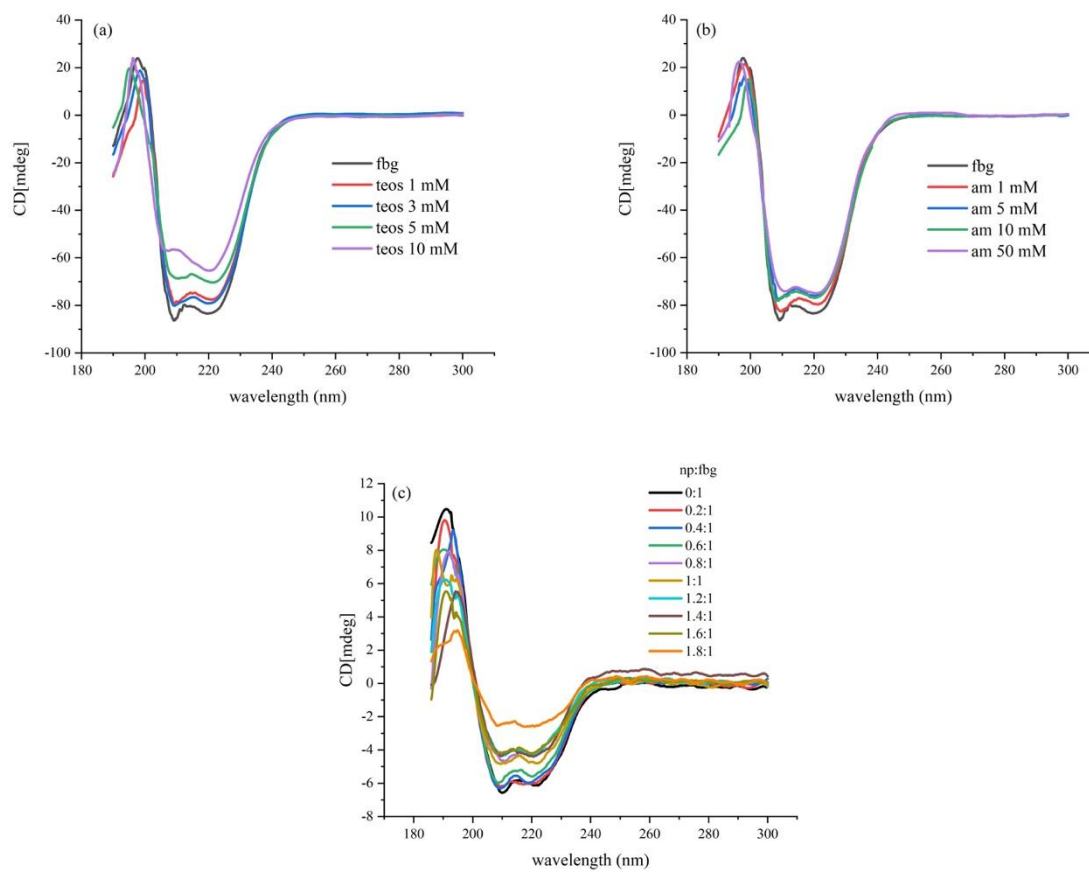 (a)
40
20
0
-20
-40
-60
-80
-100
CD[mdeg]
fbg
teos 1 mM
teos 3 mM
teos 5 mM
teos 10 mM
180 200 220 240 260 280 300
wavelength (nm)
(b)
40
20
0
-20
-40
-60
-80
-100
CD[mdeg]
fbg
am 1 mM
am 5 mM
am 10 mM
am 50 mM
180 200 220 240 260 280 300
wavelength (nm)
(c)
12
10
8
6
4
2
0
-2
-4
-6
-8
CD[mdeg]
np:fbg
0:1
0.2:1
0.4:1
0.6:1
0.8:1
1:1
1.2:1
1.4:1
1.6:1
1.8:1
180 200 220 240 260 280 300
wavelength (nm)